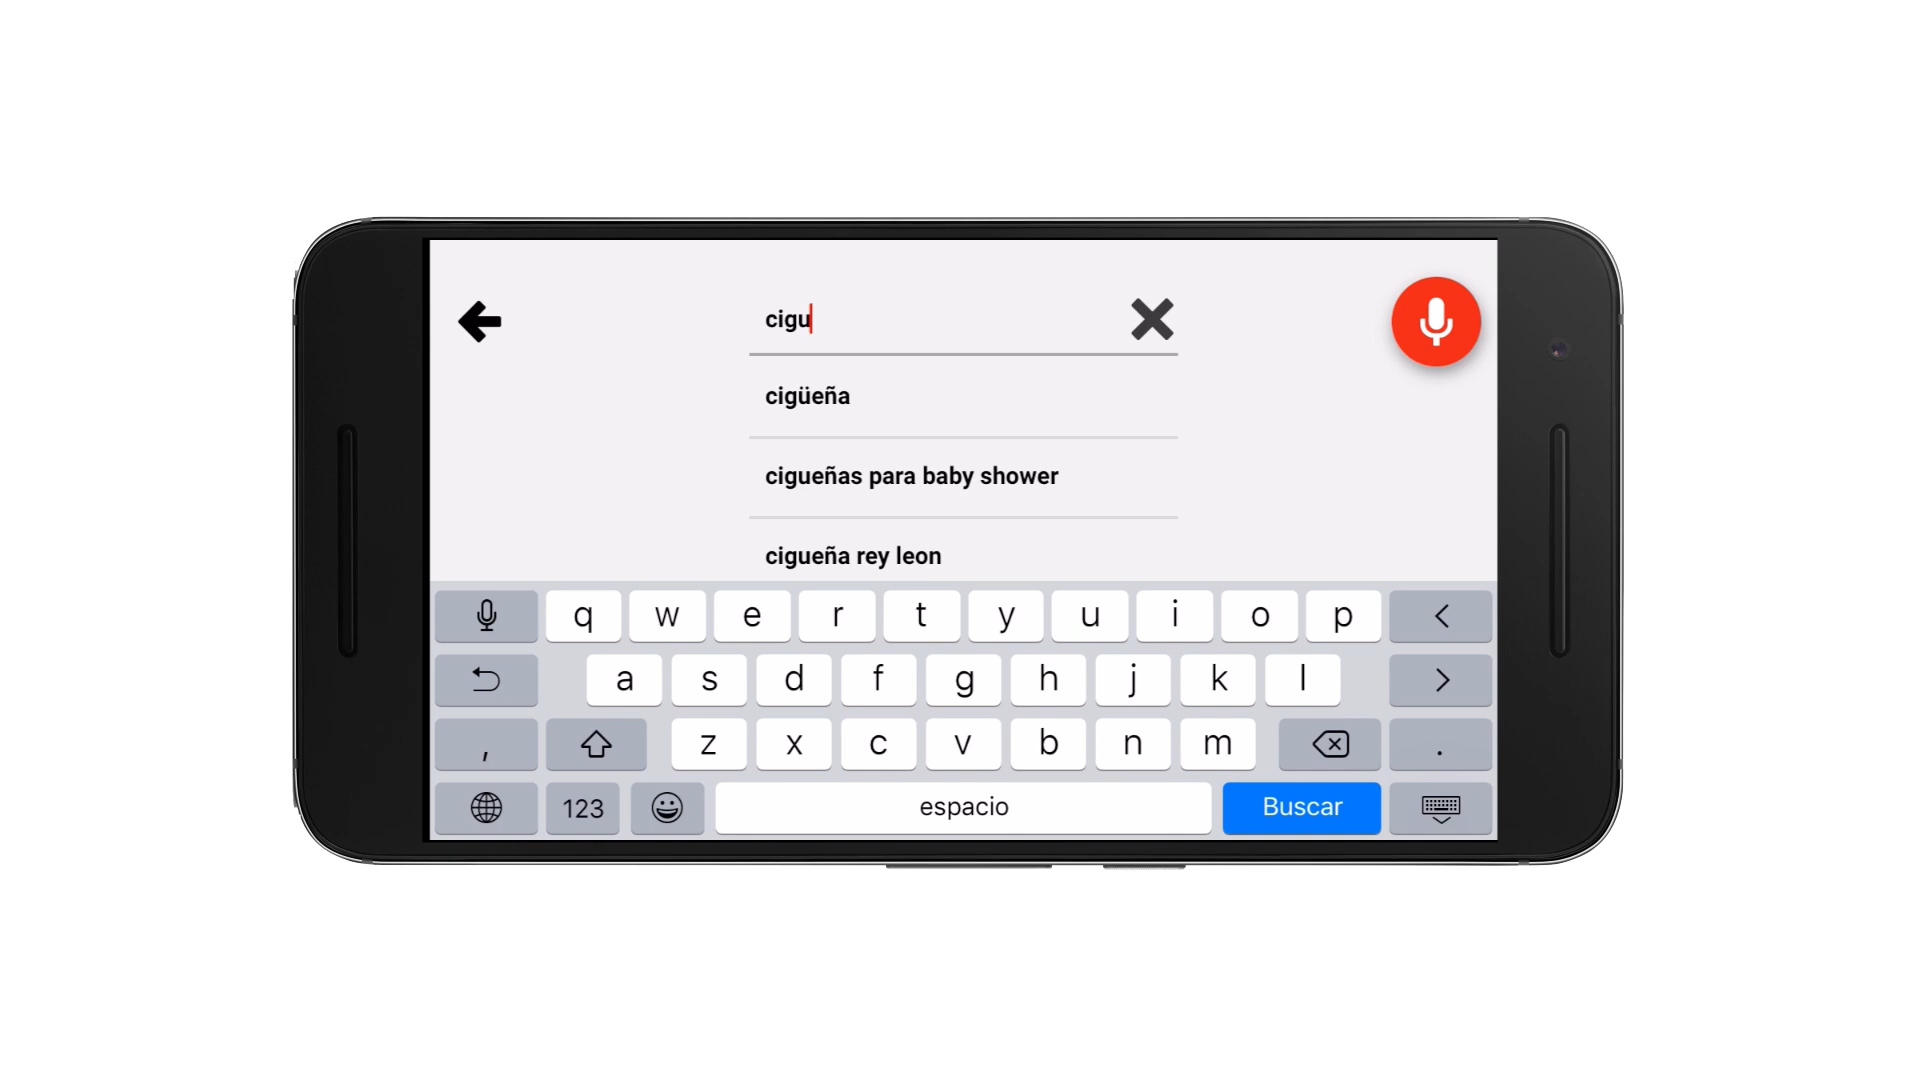 cigu
cigüeña
cigueñas para baby shower
cigueña rey leon
q w e r t y u i o p <
a s d f g h j k l >
, z x c v b n m .
123 espacio Buscar